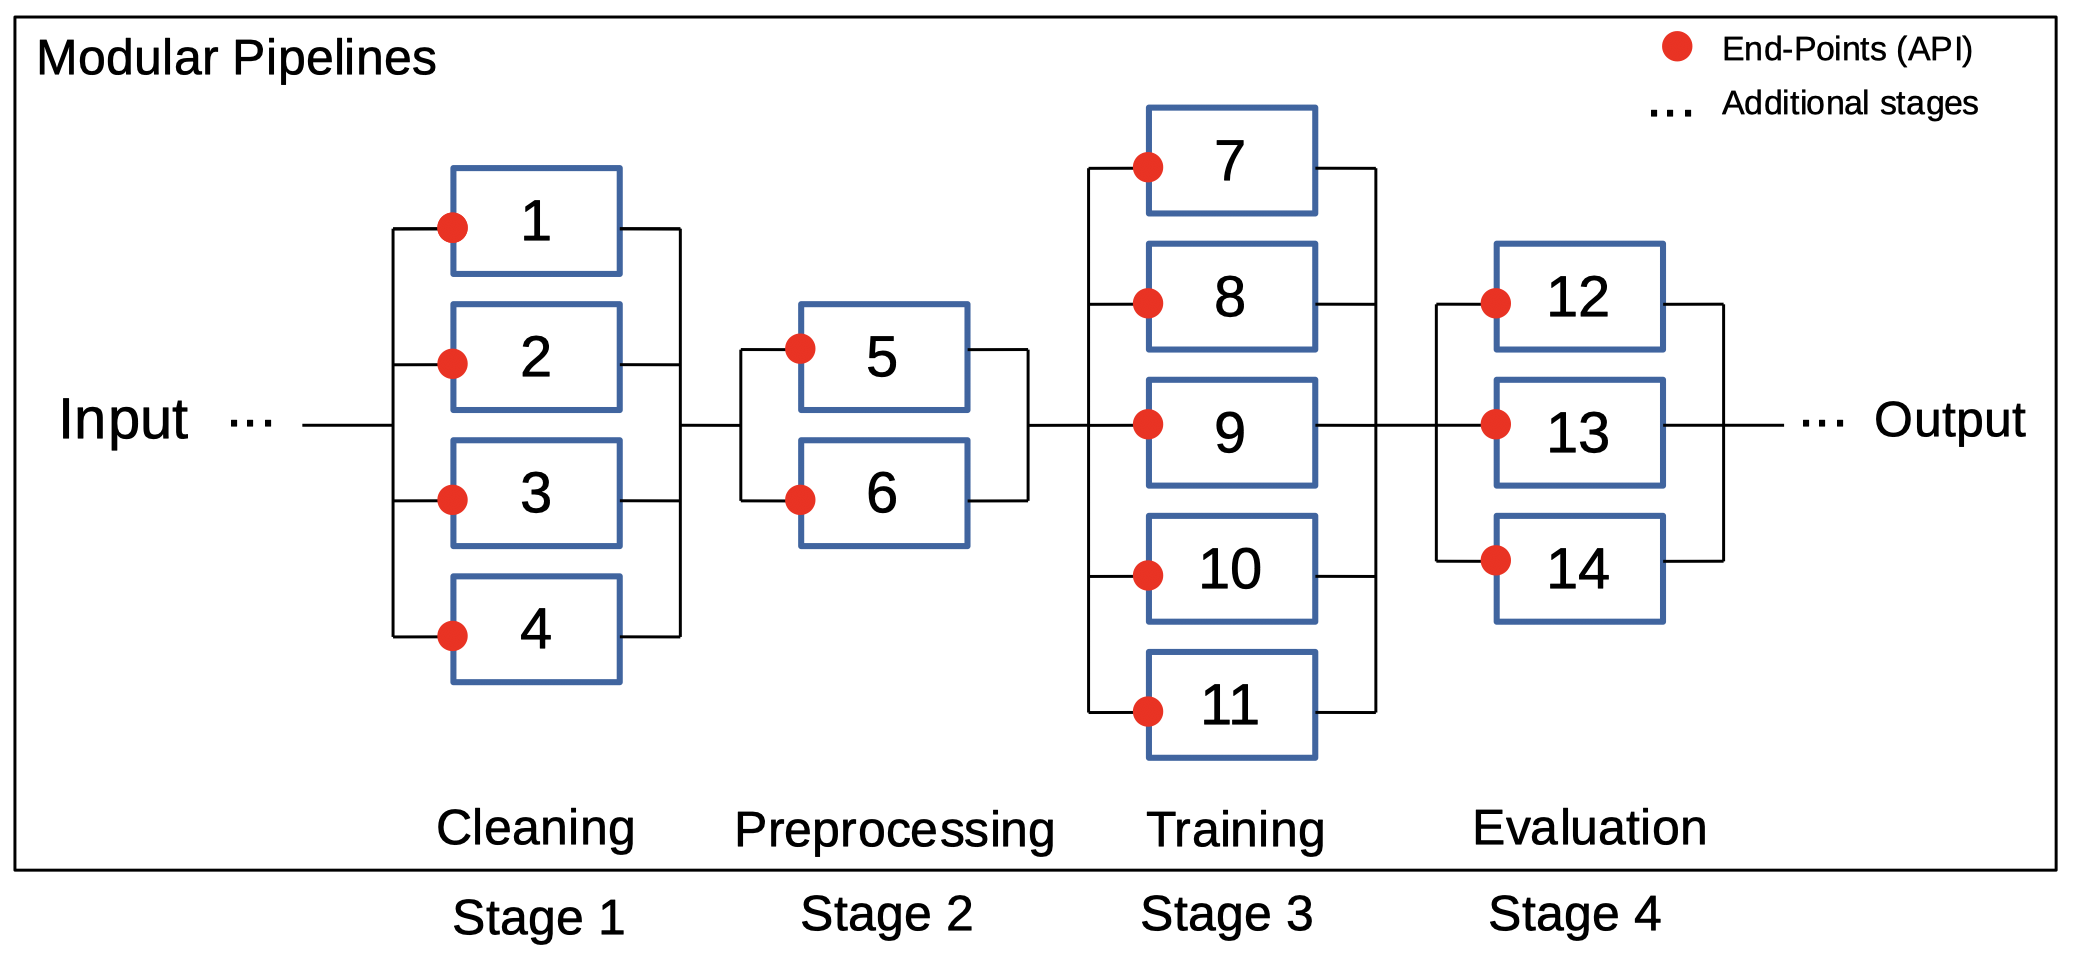 Modular Pipelines
End-Points (API)
... Additional stages
1
2
3
4
5
6
7
8
9
10
11
12
13
14
Input ...
... Output
Cleaning
Preprocessing
Training
Evaluation
Stage 1
Stage 2
Stage 3
Stage 4